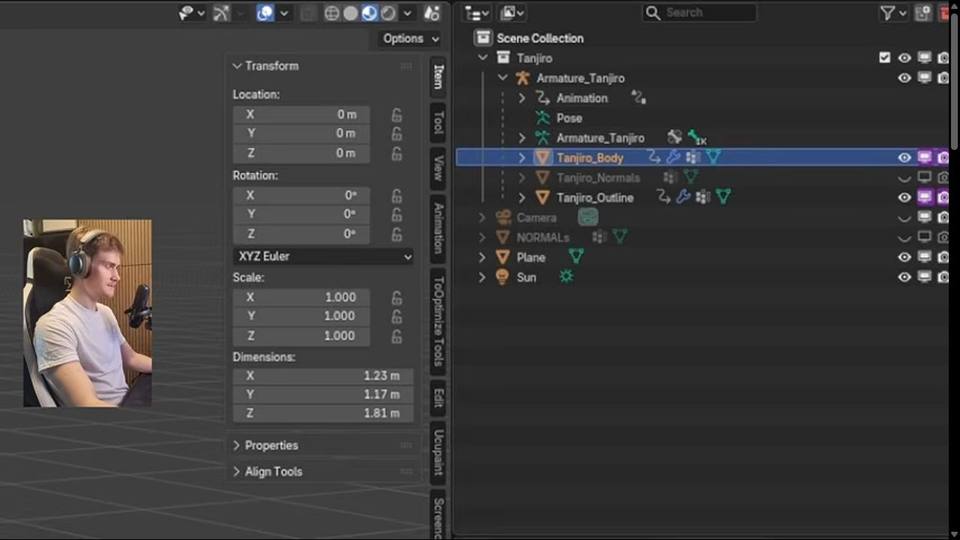 Options
Search
Scene Collection
Tanjiro
Armature_Tanjiro
Animation
Pose
Armature_Tanjiro
Tanjiro_Body
Tanjiro_Normals
Tanjiro_Outline
Camera
NORMALs
Plane
Sun
Transform
Location:
X 0 m
Y 0 m
Z 0 m
Rotation:
X 0°
Y 0°
Z 0°
XYZ Euler
Scale:
X 1.000
Y 1.000
Z 1.000
Dimensions:
X 1.23 m
Y 1.17 m
Z 1.81 m
Properties
Align Tools
Item
Tool
View
Animation
ToOptimize Tools
Edit
Ucupaint
Screenc